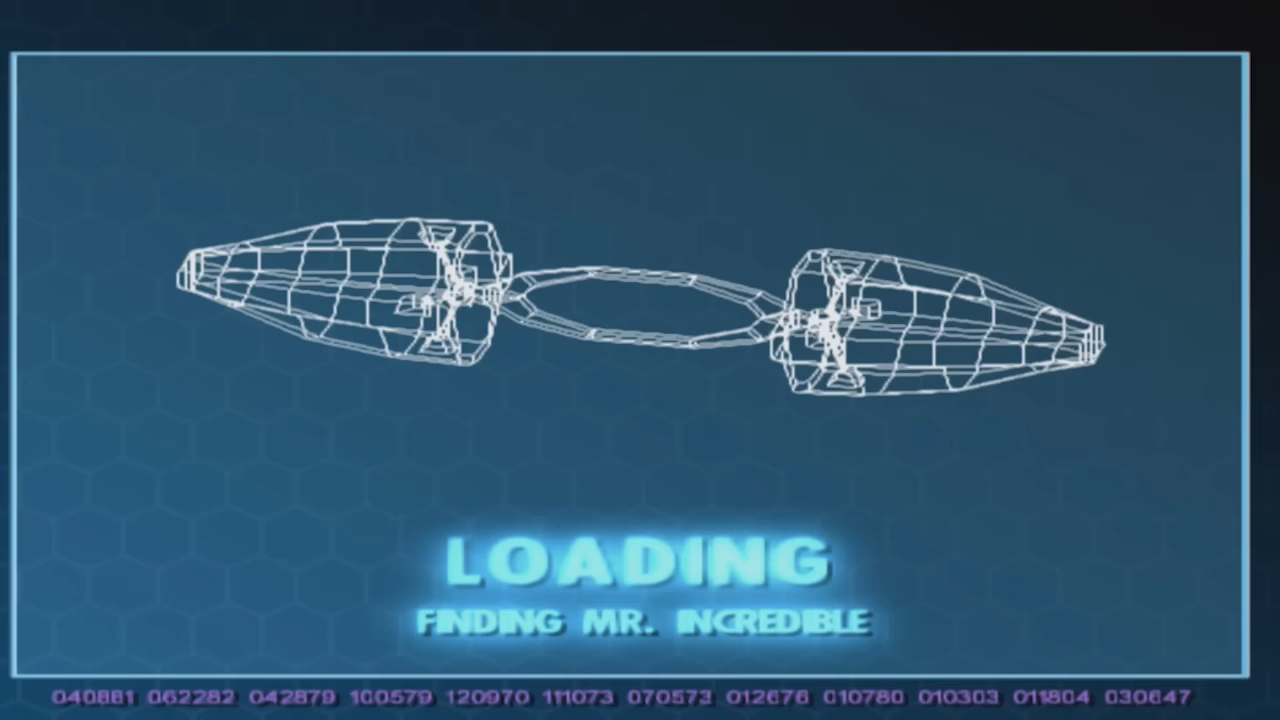 LOADING
FINDING MR. INCREDIBLE
040881 062282 042879 100579 120970 111073 070573 012676 010780 010303 011804 030647